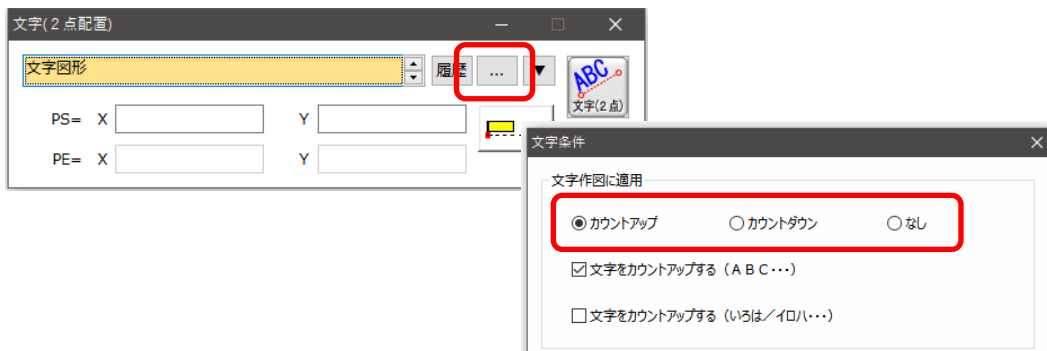 文字(２点配置)
文字図形
履歴
...
▼
ABC
文字(２点)
PS= X
Y
PE= X
Y
文字条件
文字作図に適用
カウントアップ
カウントダウン
なし
文字をカウントアップする（ＡＢＣ･･･）
文字をカウントアップする（いろは／イロハ･･･）